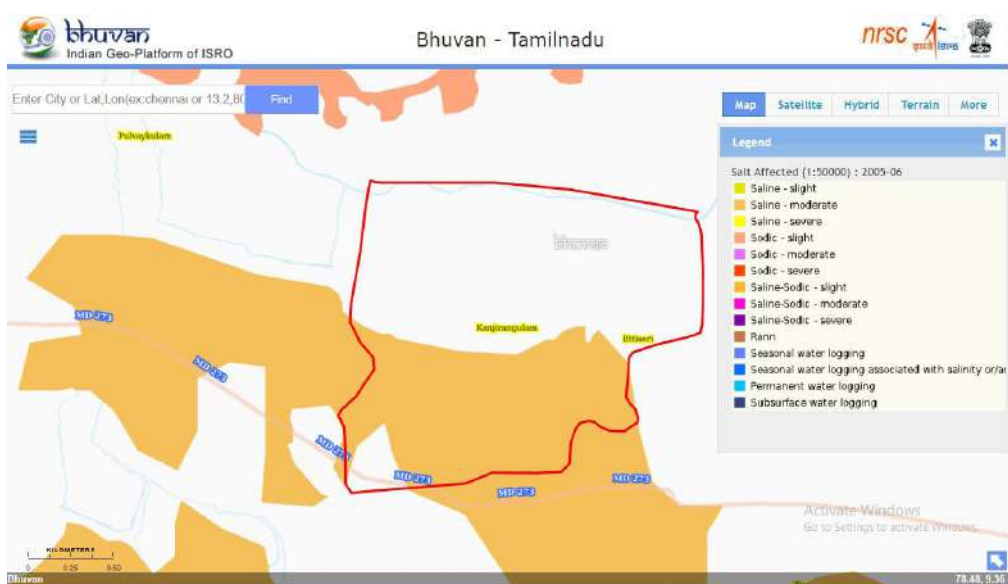 bhuvan
Indian Geo-Platform of ISRO
Bhuvan - Tamilnadu
nrsc
Enter City or Lat,Lon(ex:chennai or 13.2,80
Find
Map Satellite Hybrid Terrain More
Legend
Salt Affected (1:50000) : 2005-06
Saline - slight
Saline - moderate
Saline - severe
Sodic - slight
Sodic - moderate
Sodic - severe
Saline-Sodic - slight
Saline-Sodic - moderate
Saline-Sodic - severe
Rann
Seasonal water logging
Seasonal water logging associated with salinity or/a
Permanent water logging
Subsurface water logging
Pulvaykulam
bhuvan
MD 273
Kanjirangulam
MD 273
MD 273
MD 273
MD 273
MD 273
Activate Windows
Go to Settings to activate Windows.
KILOMETERS
0 0.25 0.50
Bhuvan